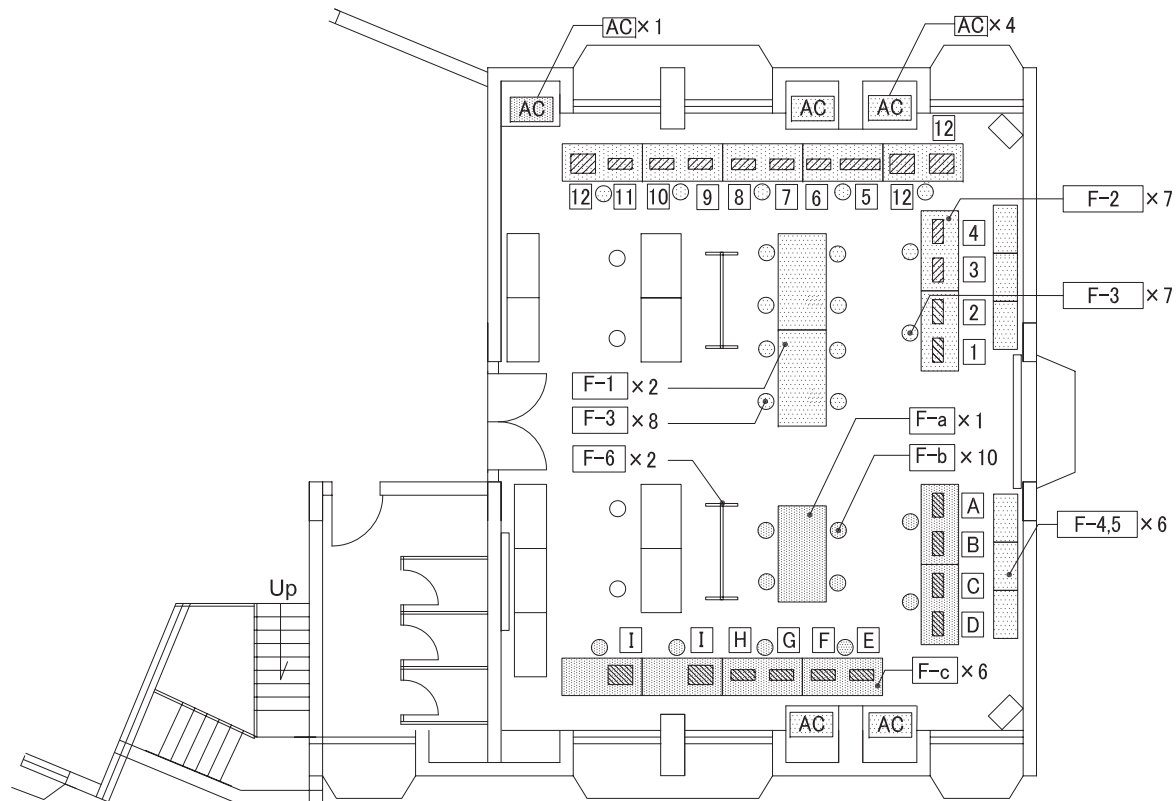 AC × 1
AC × 4
AC
AC
AC
12
12
11
10
9
8
7
6
5
12
F-2 × 7
4
3
F-3 × 7
2
1
F-1 × 2
F-3 × 8
F-a × 1
F-6 × 2
F-b × 10
A
B
F-4,5 × 6
C
Up
D
I
I
H
G
F
E
F-c × 6
AC
AC